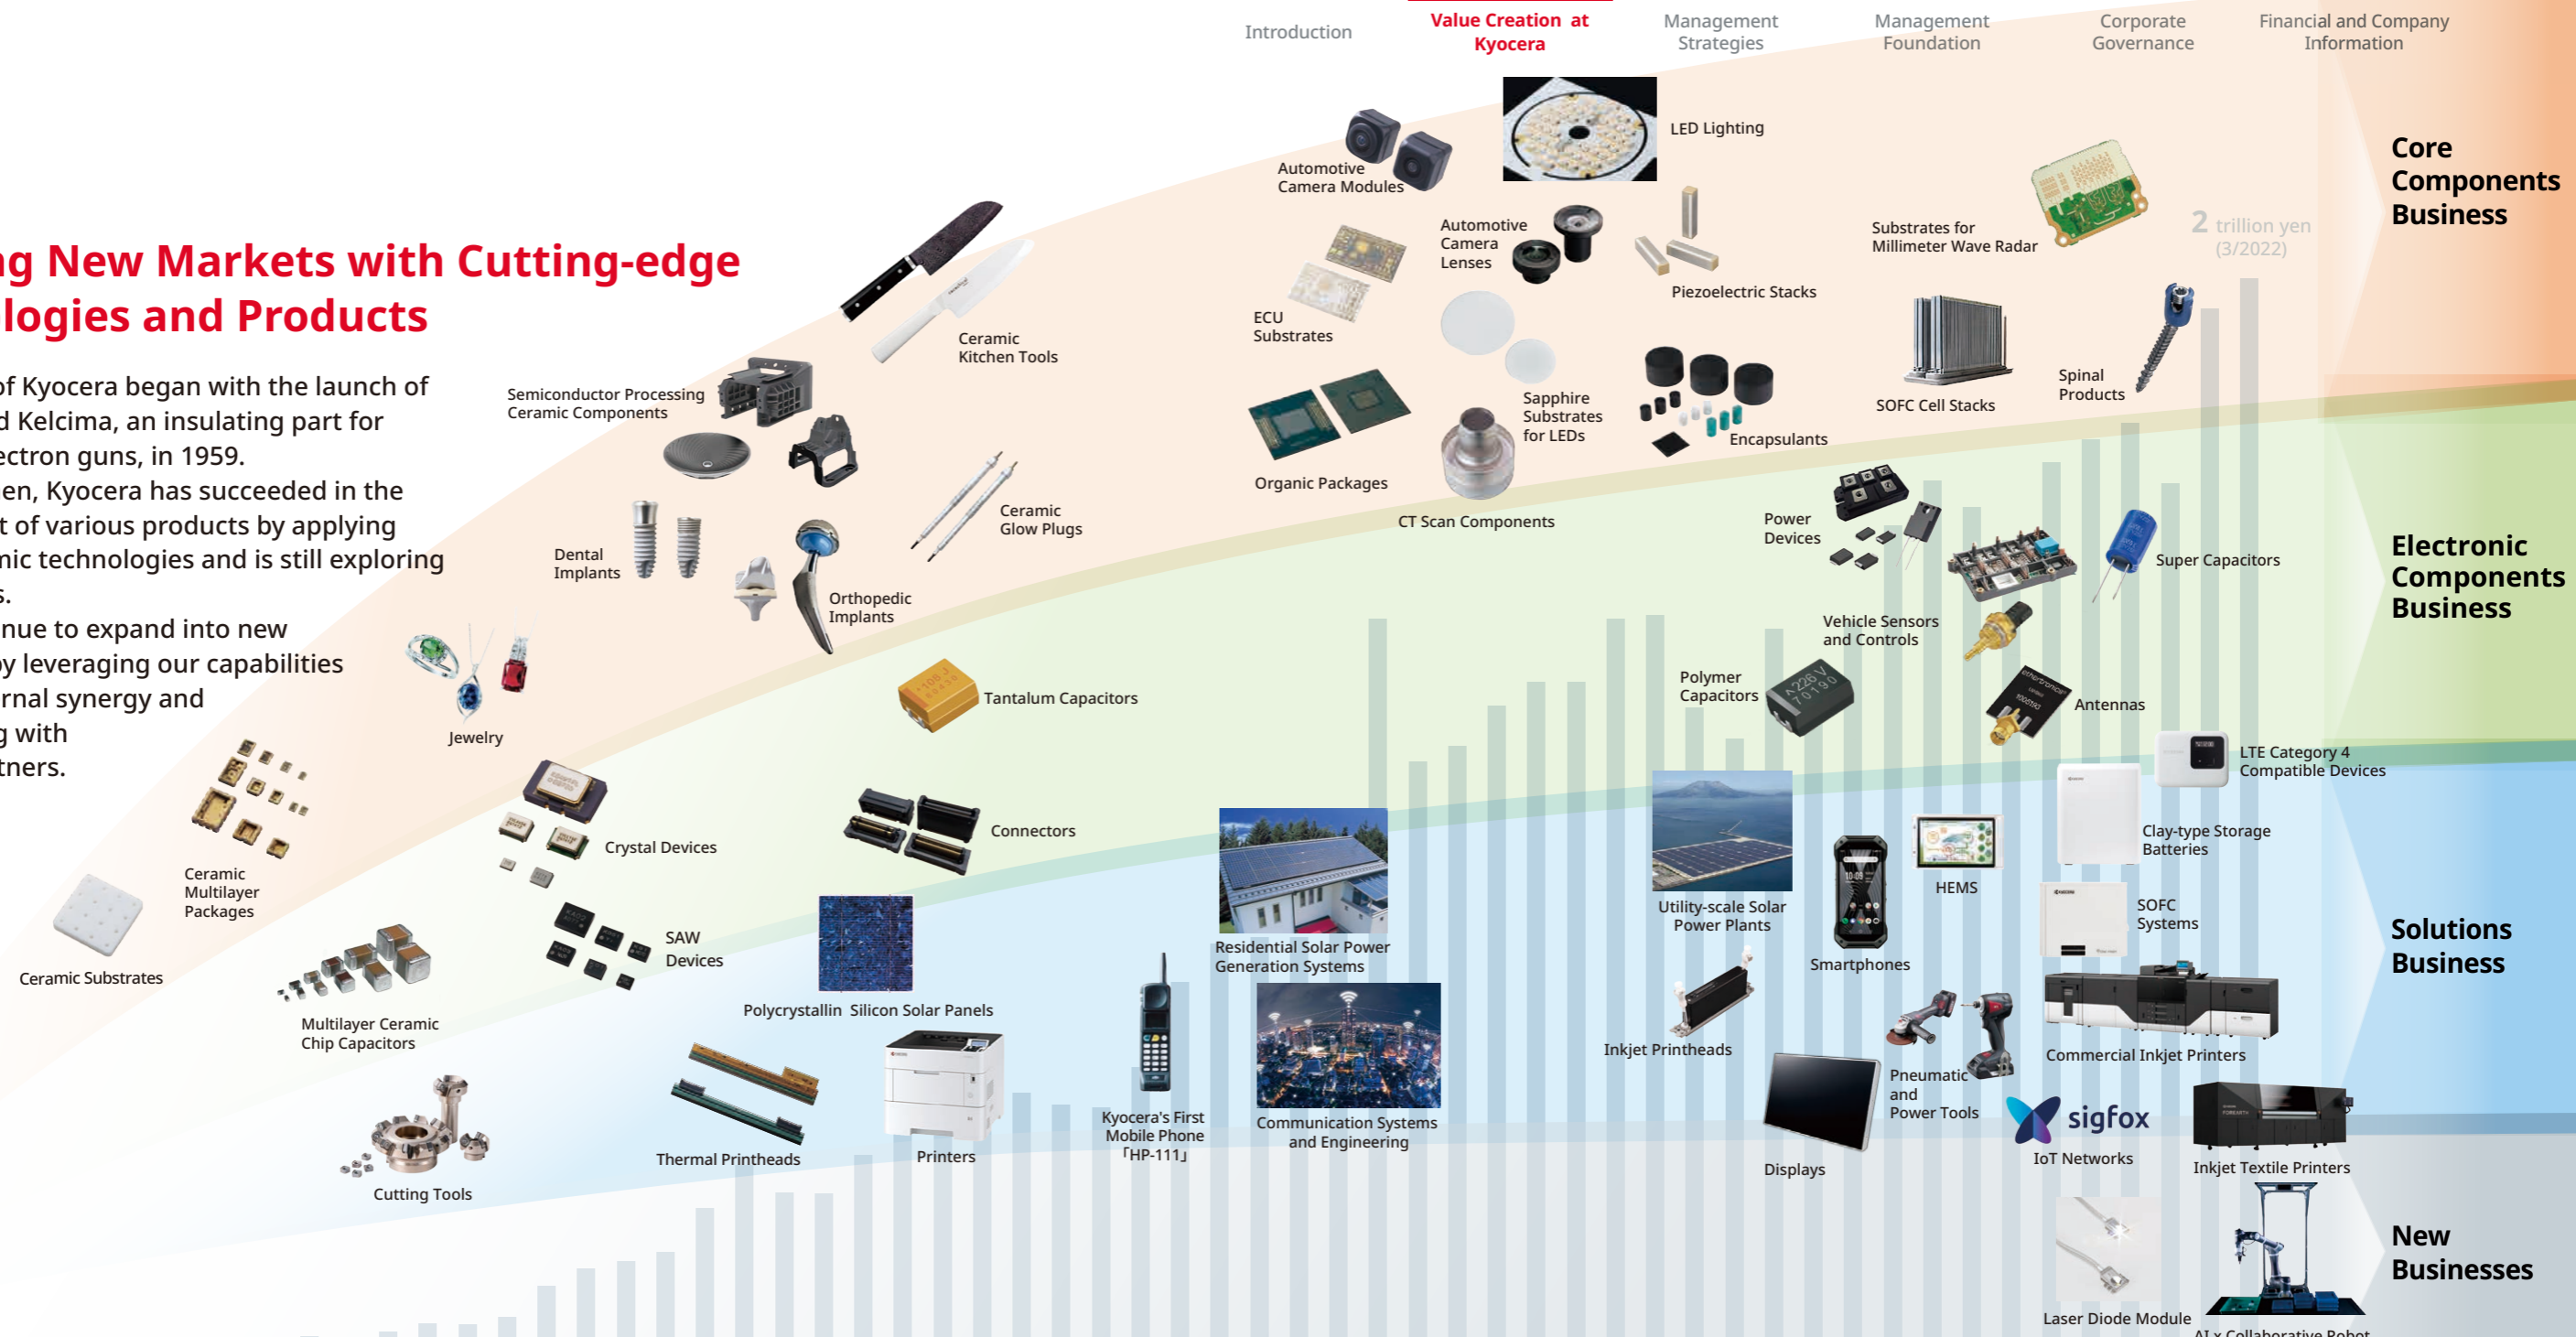 Introduction
Value Creation at
Kyocera
Management
Strategies
Management
Foundation
Corporate
Governance
Financial and Company
Information
ng New Markets with Cutting-edge
logies and Products
of Kyocera began with the launch of
d Kelcima, an insulating part for
ectron guns, in 1959.
en, Kyocera has succeeded in the
t of various products by applying
mic technologies and is still exploring
s.
nue to expand into new
by leveraging our capabilities
rnal synergy and
g with
tners.
Core
Components
Business
2 trillion yen
(3/2022)
LED Lighting
Automotive
Camera Modules
Automotive
Camera
Lenses
Piezoelectric Stacks
Substrates for
Millimeter Wave Radar
ECU
Substrates
Ceramic
Kitchen Tools
Semiconductor Processing
Ceramic Components
Sapphire
Substrates
for LEDs
Encapsulants
SOFC Cell Stacks
Spinal
Products
Organic Packages
CT Scan Components
Ceramic
Glow Plugs
Dental
Implants
Orthopedic
Implants
Jewelry
Ceramic
Multilayer
Packages
Ceramic Substrates
Electronic
Components
Business
Power
Devices
Super Capacitors
Vehicle Sensors
and Controls
Polymer
Capacitors
226 V
70190
ethertronics
Antennas
Tantalum Capacitors
Connectors
Crystal Devices
SAW
Devices
Multilayer Ceramic
Chip Capacitors
Solutions
Business
LTE Category 4
Compatible Devices
Clay-type Storage
Batteries
HEMS
SOFC
Systems
Utility-scale Solar
Power Plants
10:09
Smartphones
Residential Solar Power
Generation Systems
Polycrystallin Silicon Solar Panels
Inkjet Printheads
Commercial Inkjet Printers
Pneumatic
and
Power Tools
Communication Systems
and Engineering
Kyocera's First
Mobile Phone
「HP-111」
Printers
Thermal Printheads
Cutting Tools
Displays
sigfox
IoT Networks
Inkjet Textile Printers
New
Businesses
Laser Diode Module
AI x Collaborative Robot